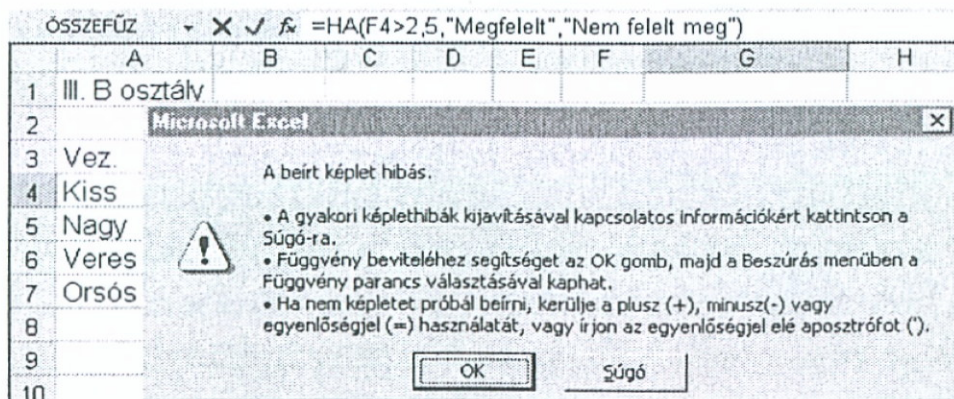 ÖSSZEFŰZ =HA(F4>2,5,"Megfelelt","Nem felelt meg")
A B C D E F G H
1 III. B osztály
2 Microsoft Excel
3 Vez.
A beírt képlet hibás.
4 Kiss
• A gyakori képlethibák kijavításával kapcsolatos információkért kattintson a
5 Nagy
Súgó-ra.
• Függvény beviteléhez segítséget az OK gomb, majd a Beszúrás menüben a
6 Veres
Függvény parancs választásával kaphat.
7 Orsós
• Ha nem képletet próbál beírni, kerülje a plusz (+), mínusz(-) vagy
egyenlőségjel (=) használatát, vagy írjon az egyenlőségjel elé aposztrófot (').
8
9
OK Súgó
10